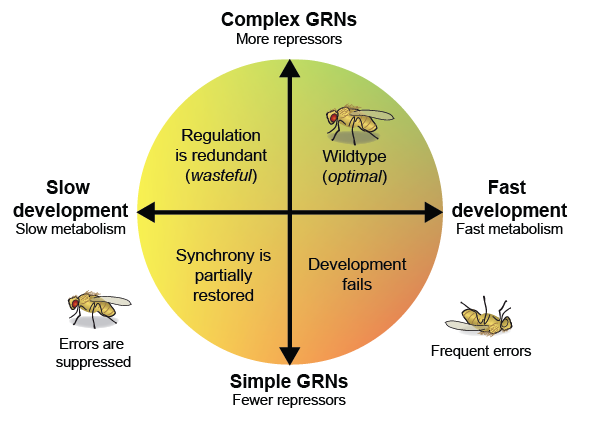 Complex GRNs
More repressors
Regulation
is redundant
(wasteful)
Wildtype
(optimal)
Slow
development
Slow metabolism
Fast
development
Fast metabolism
Synchrony is
partially
restored
Development
fails
Errors are
suppressed
Frequent errors
Simple GRNs
Fewer repressors